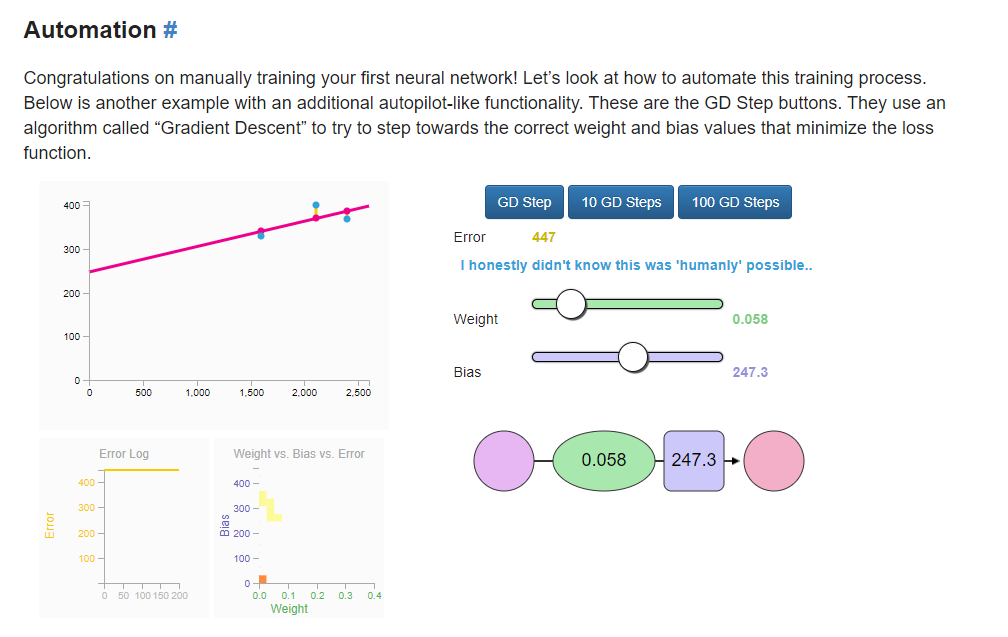 Automation #
Congratulations on manually training your first neural network! Let’s look at how to automate this training process.
Below is another example with an additional autopilot-like functionality. These are the GD Step buttons. They use an
algorithm called “Gradient Descent” to try to step towards the correct weight and bias values that minimize the loss
function.
400
300
200
100
0
0 500 1,000 1,500 2,000 2,500
GD Step 10 GD Steps 100 GD Steps
Error 447
I honestly didn't know this was 'humanly' possible..
Weight 0.058
Bias 247.3
0.058 247.3
Error Log
400
300
200
100
Error
0 50 100 150 200
Weight vs. Bias vs. Error
400
300
200
100
0
Bias
0.0 0.1 0.2 0.3 0.4
Weight